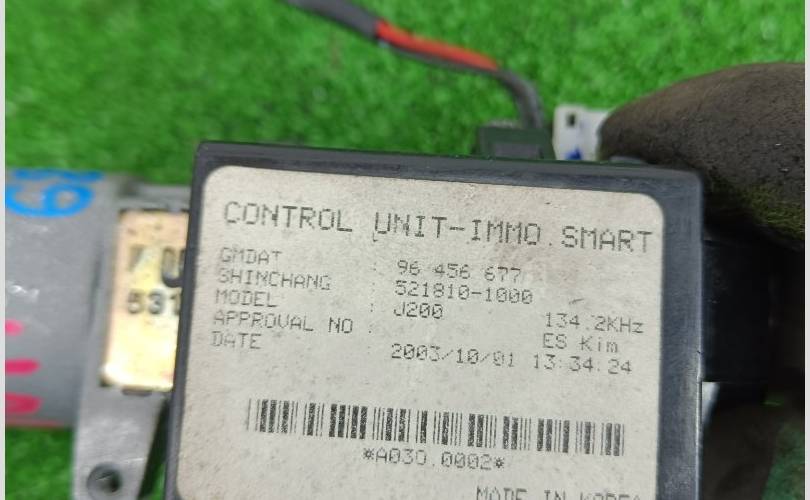 CONTROL UNIT-IMMO.SMART
GMDAT : 96 456 677
SHINCHANG : 521810-1000
MODEL : J200 134.2KHz
APPROVAL NO : ES Kim
DATE 2003/10/01 13:34:24
*A030.0002*
MADE IN KOREA
531